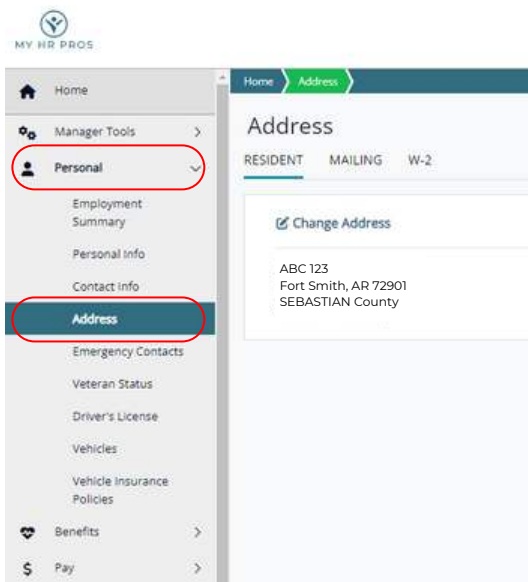 MY HR PROS
Home
Manager Tools
Personal
Employment
Summary
Personal Info
Contact Info
Address
Emergency Contacts
Veteran Status
Driver's License
Vehicles
Vehicle Insurance
Policies
Benefits
$ Pay
Home Address
Address
RESIDENT MAILING W-2
Change Address
ABC 123
Fort Smith, AR 72901
SEBASTIAN County